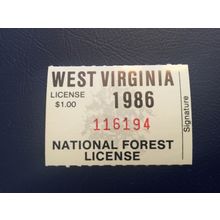 WEST VIRGINIA
LICENSE 1986
$1.00
116194
NATIONAL FOREST
LICENSE
Signature